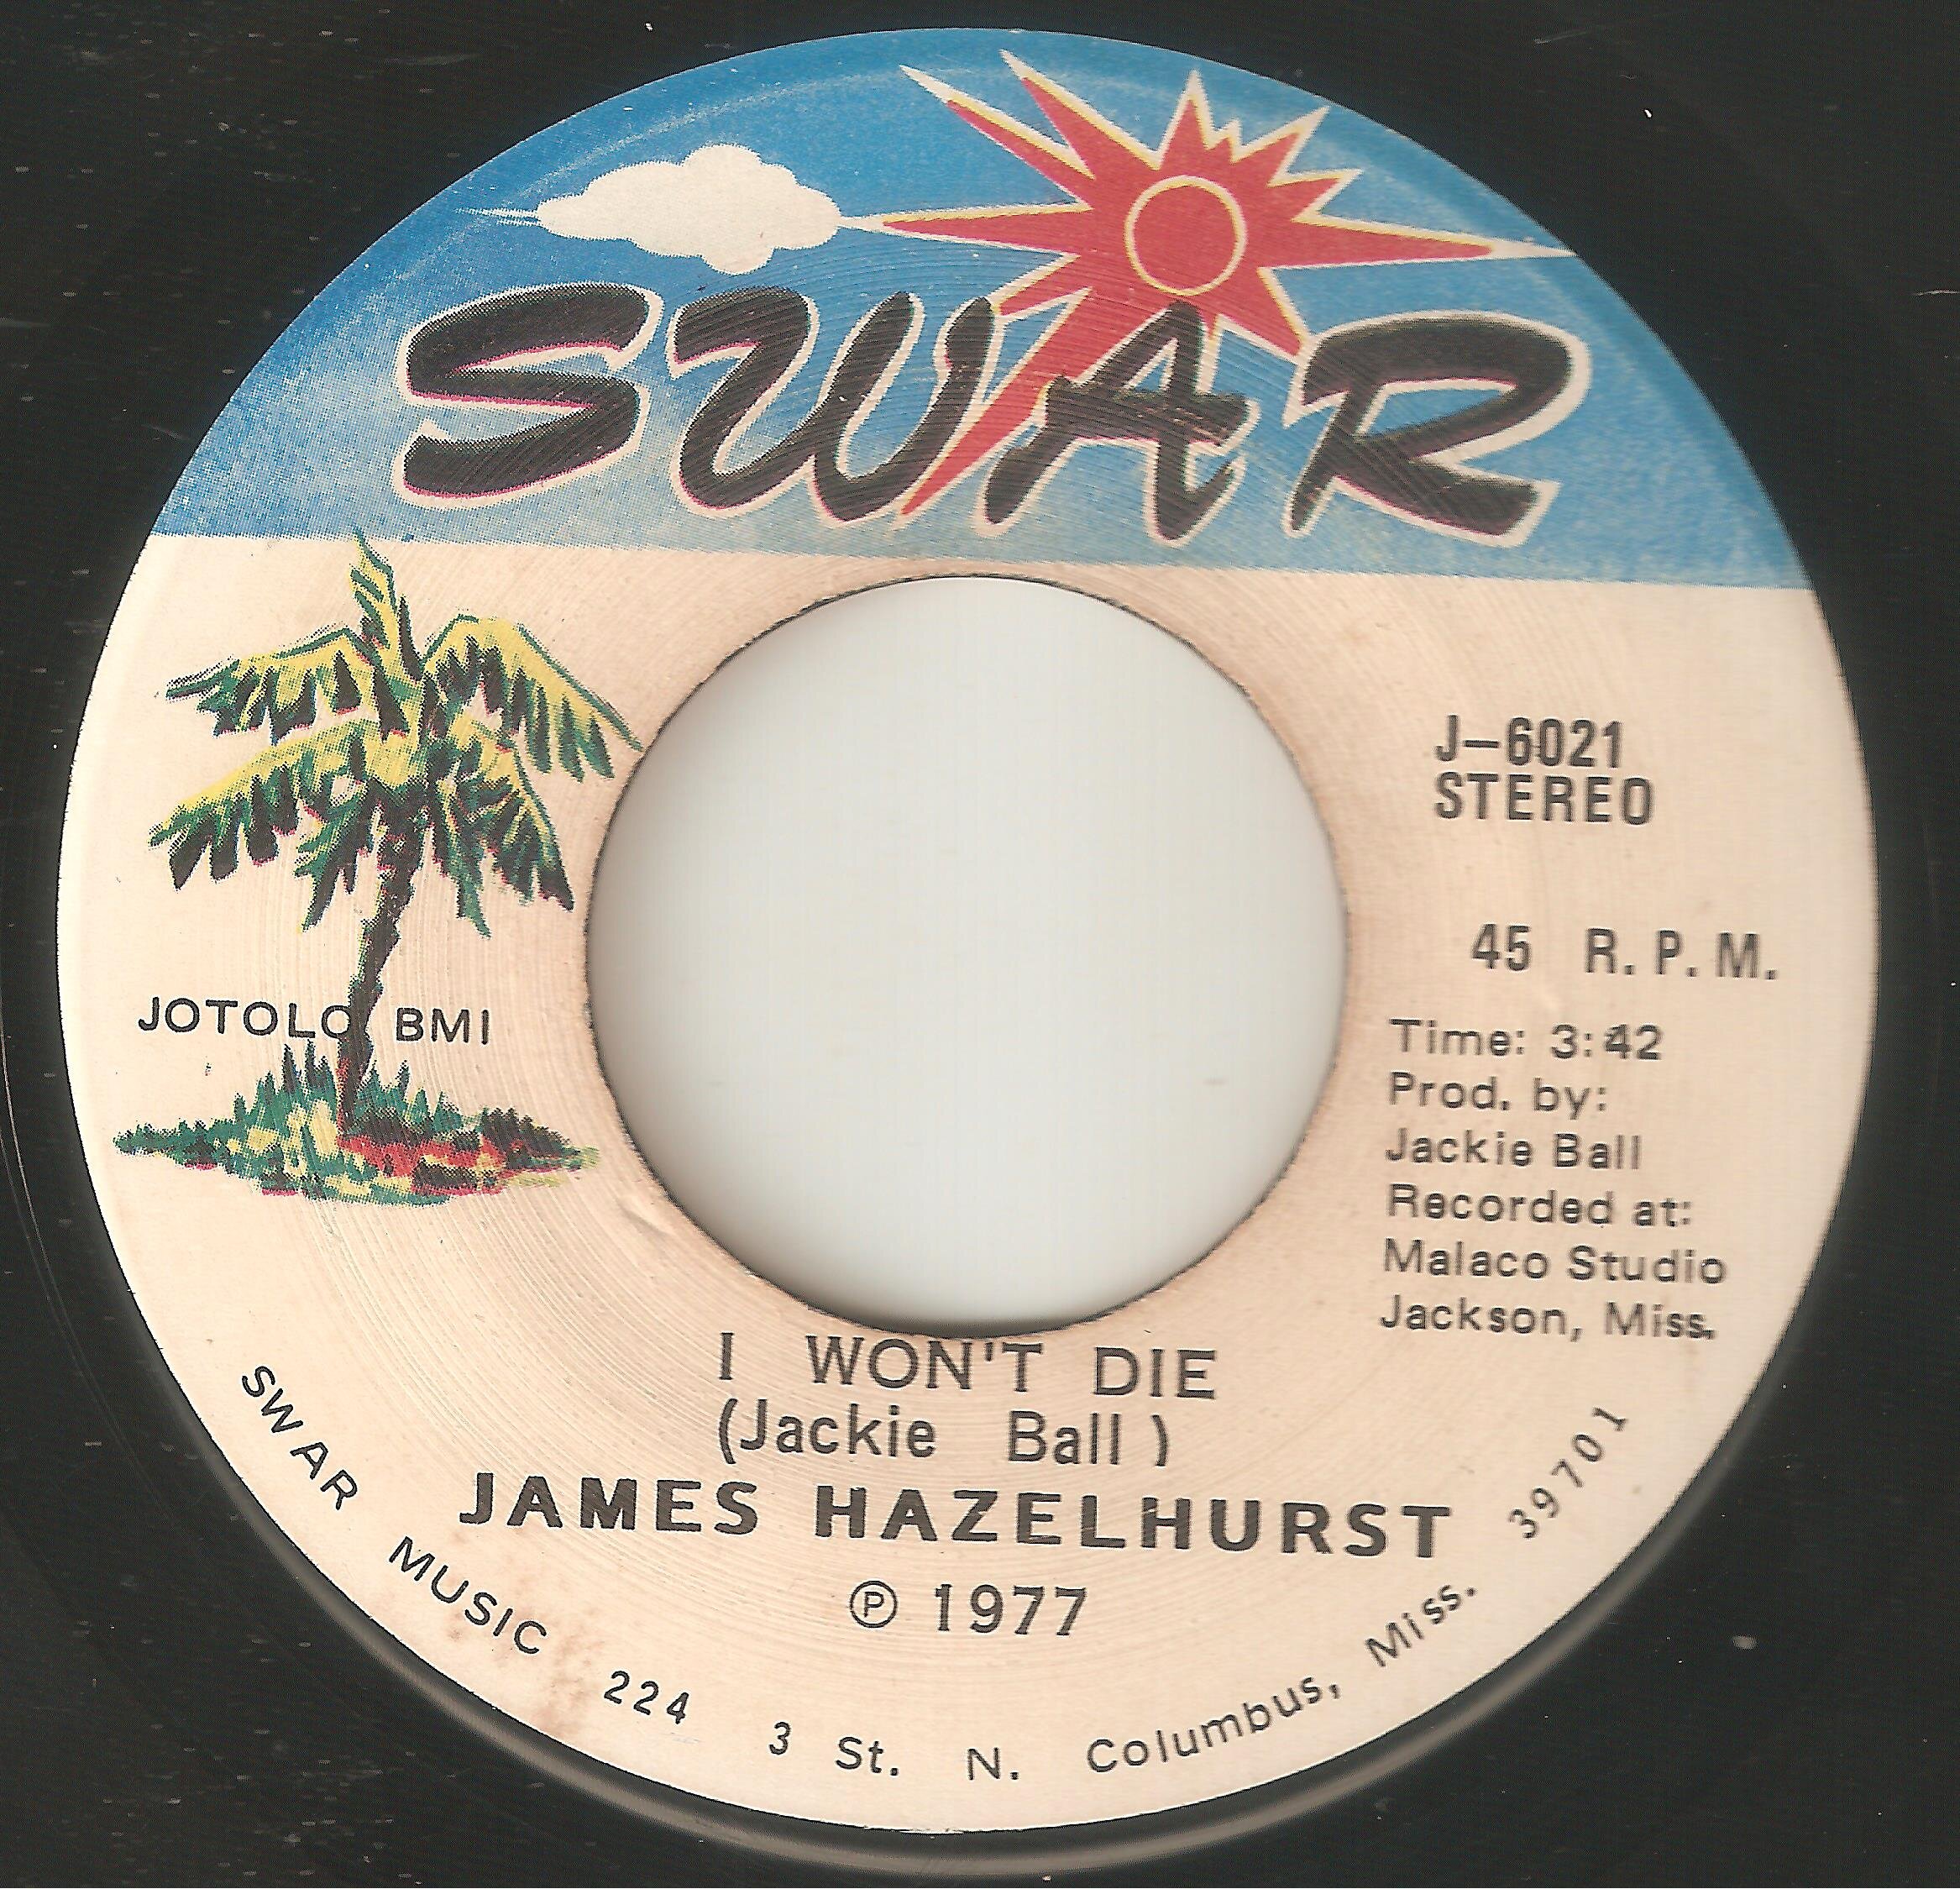 SWAR
J-6021
STEREO
45 R.P.M.
JOTOLO BMI
Time: 3:42
Prod. by:
Jackie Ball
Recorded at:
Malaco Studio
Jackson, Miss.
I WON'T DIE
(Jackie Ball)
JAMES HAZELHURST
℗ 1977
SWAR MUSIC 224 3 St. N. Columbus, Miss. 39701